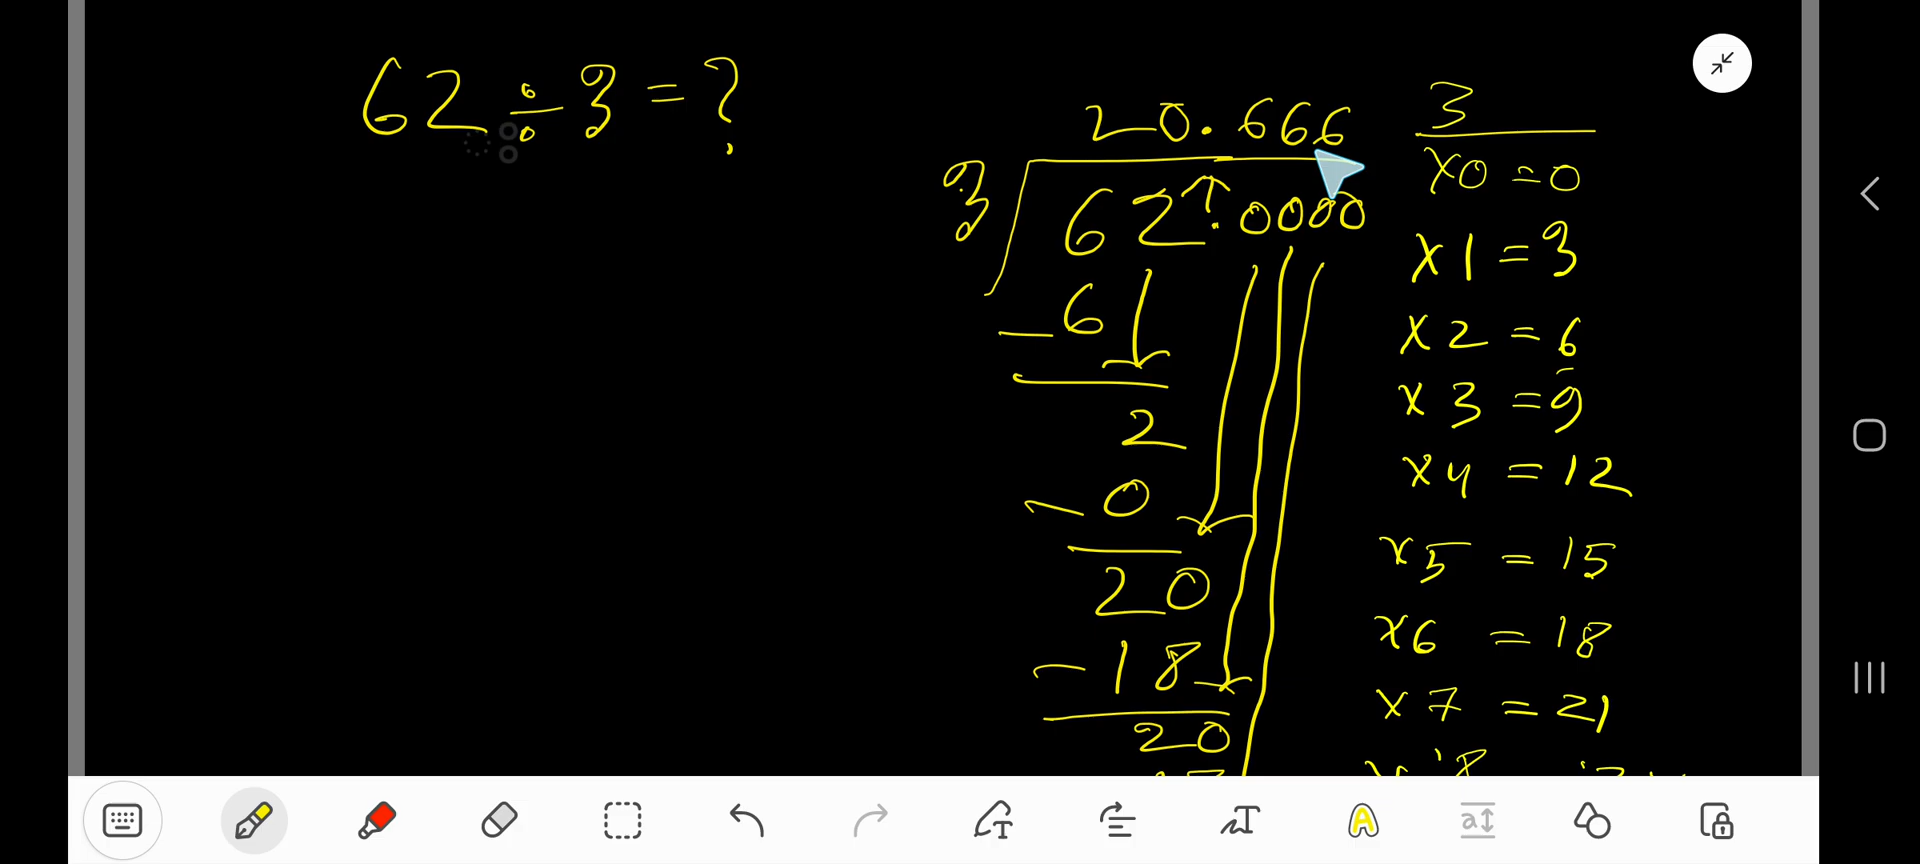 62 ÷ 3 = ?
20.666
3
62.0000
- 6
2
- 0
20
- 18
20
3
x0 = 0
x1 = 3
x2 = 6
x3 = 9
x4 = 12
x5 = 15
x6 = 18
x7 = 21
T
T
A
a